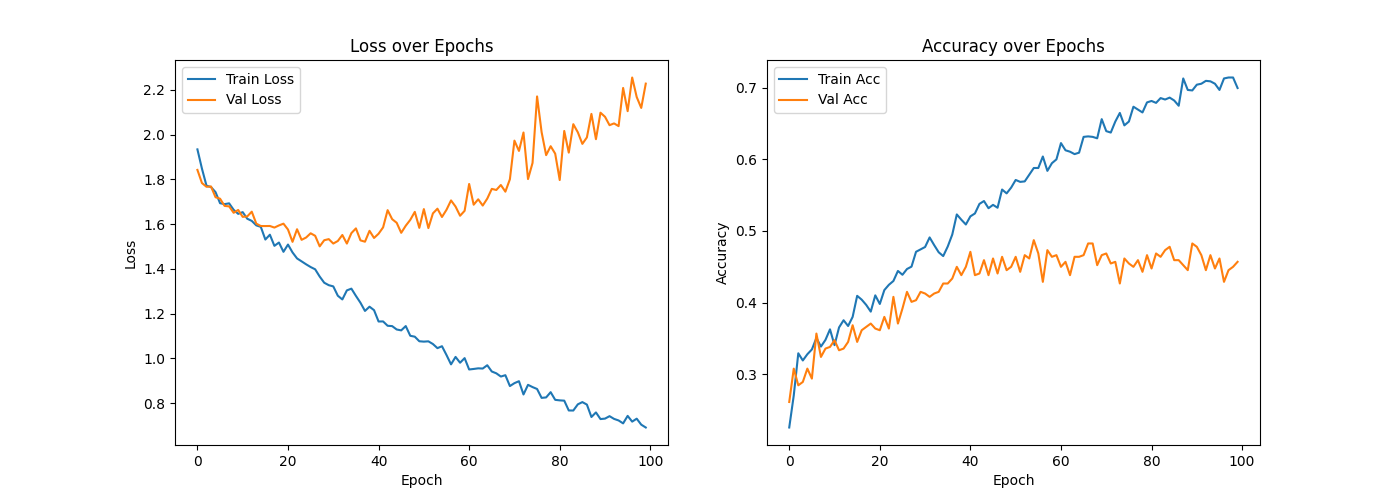 Loss over Epochs
Train Loss
Val Loss
2.2
2.0
1.8
1.6
1.4
1.2
1.0
0.8
Loss
0 20 40 60 80 100
Epoch
Accuracy over Epochs
Train Acc
Val Acc
0.7
0.6
0.5
0.4
0.3
Accuracy
0 20 40 60 80 100
Epoch